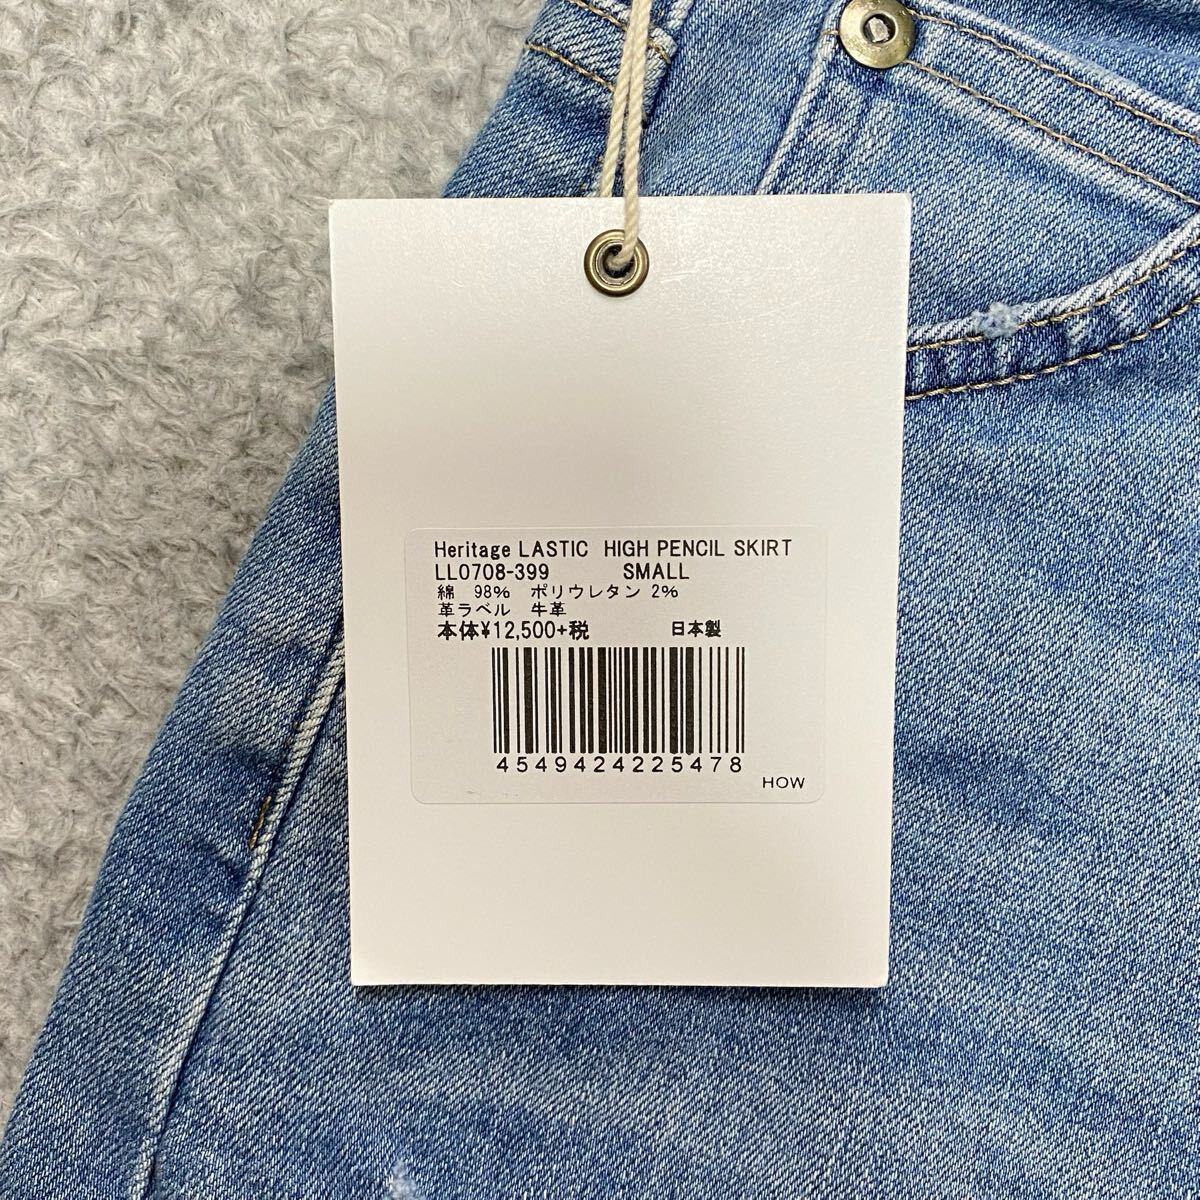 Heritage LASTIC HIGH PENCIL SKIRT
LL0708-399 SMALL
綿 98% ポリウレタン 2%
革ラベル 牛革
本体¥12,500+税 日本製
4549424225478
HOW